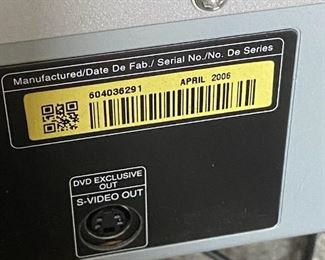 Manufactured/Date De Fab./ Serial No./No. De Series
604036291 APRIL 2006
DVD EXCLUSIVE
OUT
S-VIDEO OUT